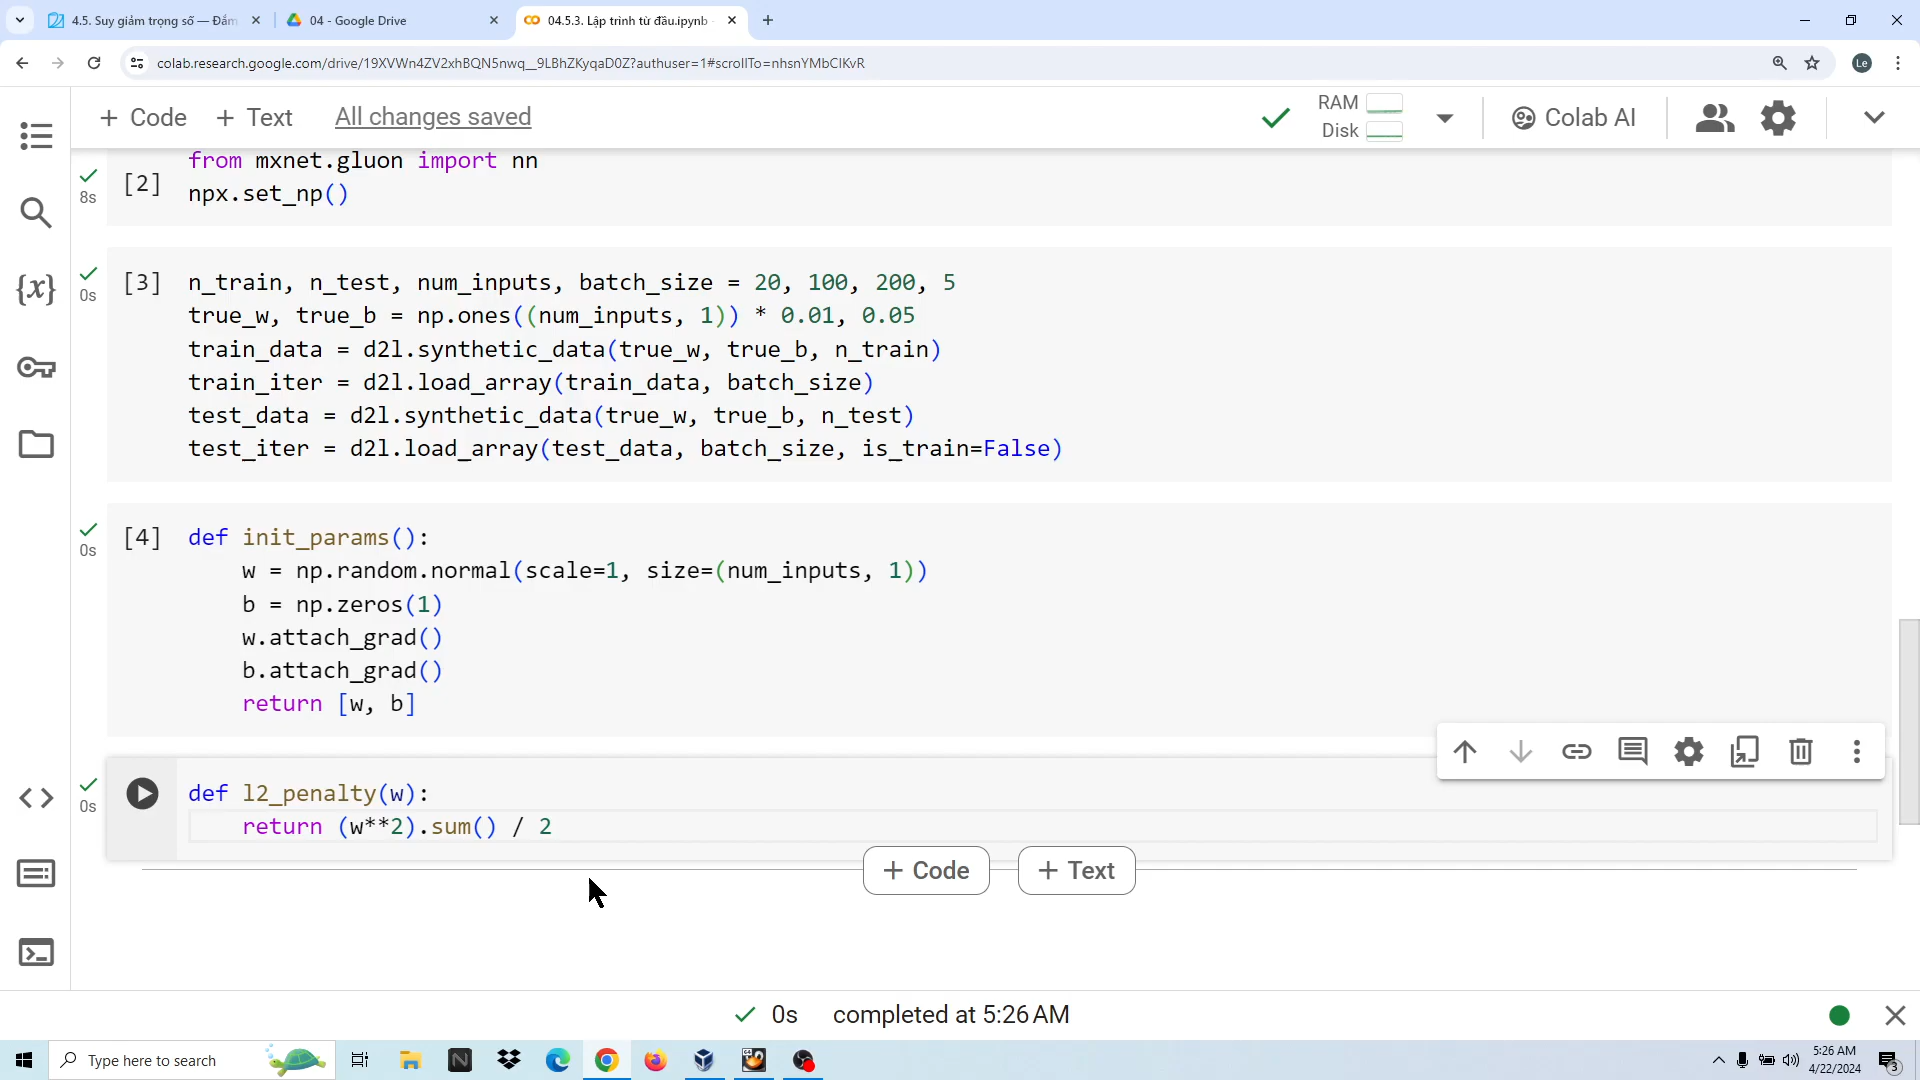 4.5. Suy giảm trọng số — Đắm
04 - Google Drive
04.5.3. Lập trình từ đầu.ipynb -
colab.research.google.com/drive/19XVWn4ZV2xhBQN5nwq__9LBhZKyqaD0Z?authuser=1#scrollTo=nhsnYMbCIKvR
Le
+ Code + Text All changes saved
RAM
Disk
Colab AI
8s
[2]
from mxnet.gluon import nn
npx.set_np()
0s
[3] n_train, n_test, num_inputs, batch_size = 20, 100, 200, 5
true_w, true_b = np.ones((num_inputs, 1)) * 0.01, 0.05
train_data = d2l.synthetic_data(true_w, true_b, n_train)
train_iter = d2l.load_array(train_data, batch_size)
test_data = d2l.synthetic_data(true_w, true_b, n_test)
test_iter = d2l.load_array(test_data, batch_size, is_train=False)
0s
[4] def init_params():
w = np.random.normal(scale=1, size=(num_inputs, 1))
b = np.zeros(1)
w.attach_grad()
b.attach_grad()
return [w, b]
0s
def l2_penalty(w):
return (w**2).sum() / 2
+ Code + Text
0s completed at 5:26 AM
Type here to search
5:26 AM
4/22/2024
3